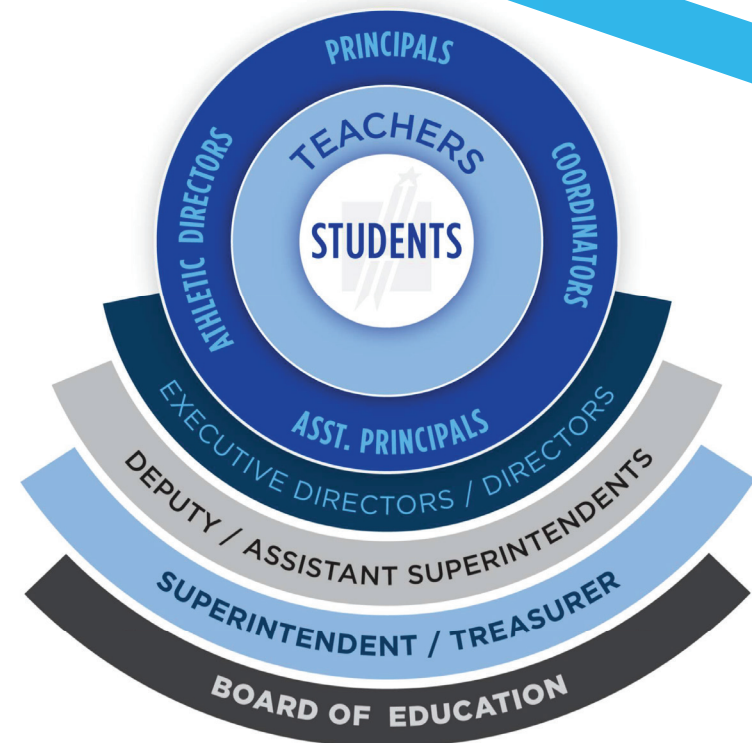 PRINCIPALS
TEACHERS
ATHLETIC DIRECTORS
COORDINATORS
STUDENTS
ASST. PRINCIPALS
EXECUTIVE DIRECTORS / DIRECTORS
DEPUTY / ASSISTANT SUPERINTENDENTS
SUPERINTENDENT / TREASURER
BOARD OF EDUCATION